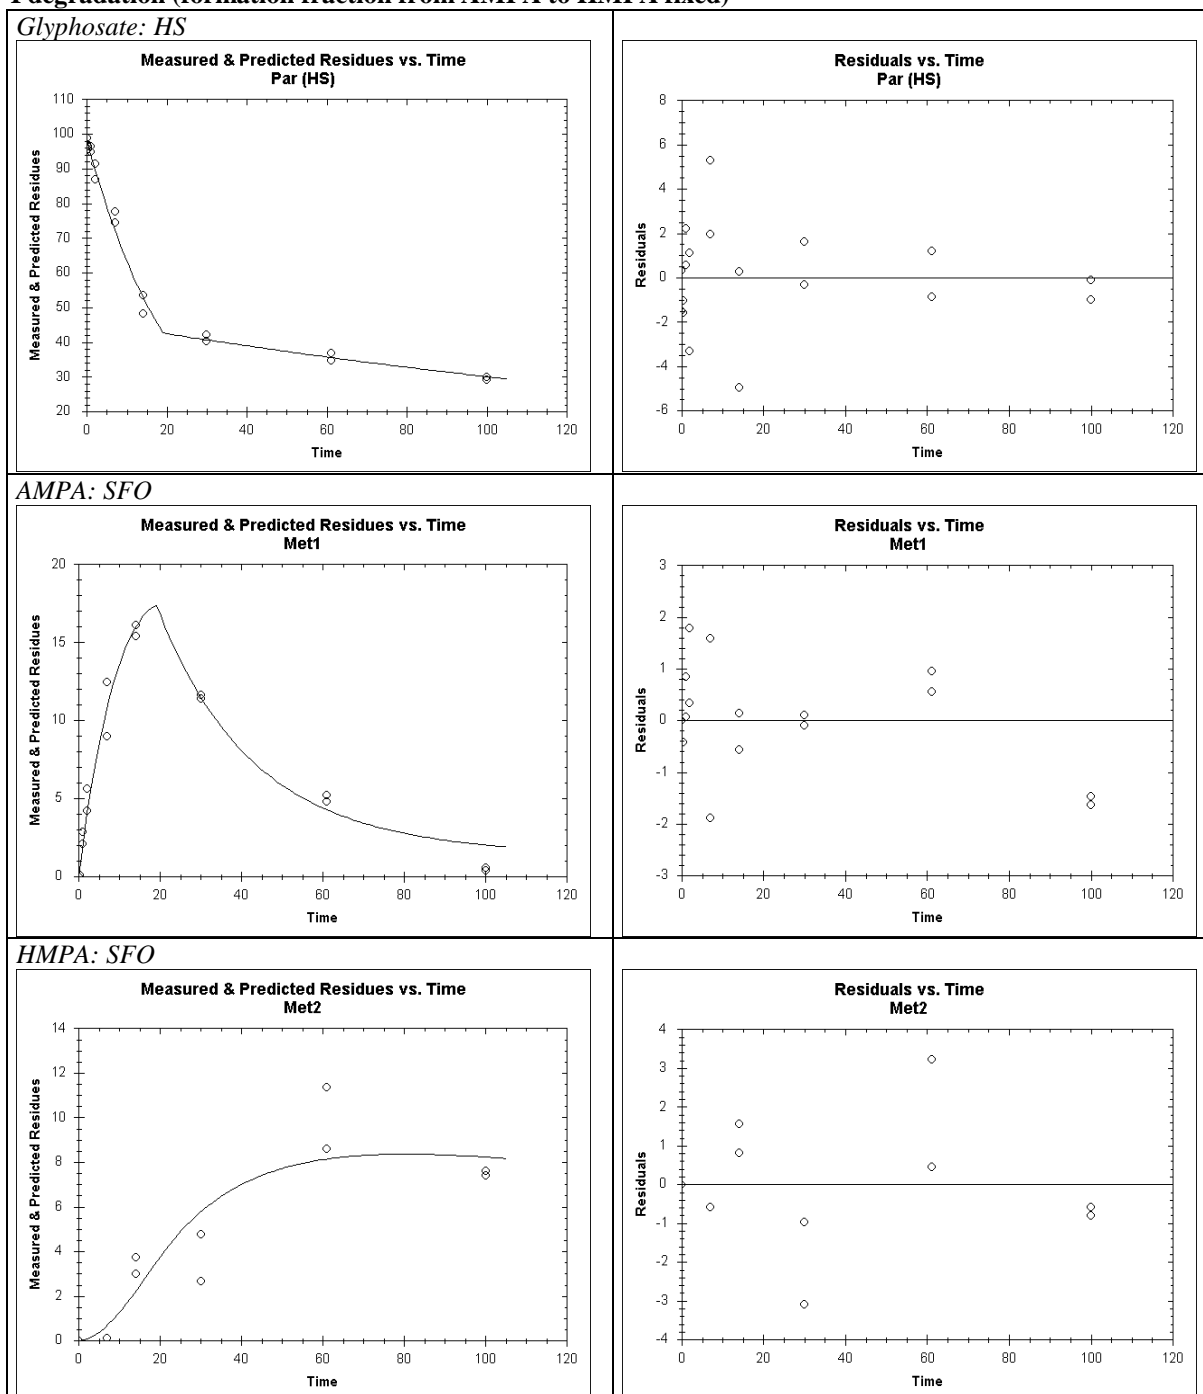 I degradation (formation fraction from AMPA to HMPA fixed)
Glyphosate: HS
Measured & Predicted Residues vs. Time
Par (HS)
Measured & Predicted Residues
110
100
90
80
70
60
50
40
30
20
0 20 40 60 80 100 120
Time
Residuals vs. Time
Par (HS)
Residuals
8
6
4
2
0
-2
-4
-6
0 20 40 60 80 100 120
Time
AMPA: SFO
Measured & Predicted Residues vs. Time
Met1
Measured & Predicted Residues
20
15
10
5
0
0 20 40 60 80 100 120
Time
Residuals vs. Time
Met1
Residuals
3
2
1
0
-1
-2
-3
0 20 40 60 80 100 120
Time
HMPA: SFO
Measured & Predicted Residues vs. Time
Met2
Measured & Predicted Residues
14
12
10
8
6
4
2
0
0 20 40 60 80 100 120
Time
Residuals vs. Time
Met2
Residuals
4
3
2
1
0
-1
-2
-3
-4
0 20 40 60 80 100 120
Time